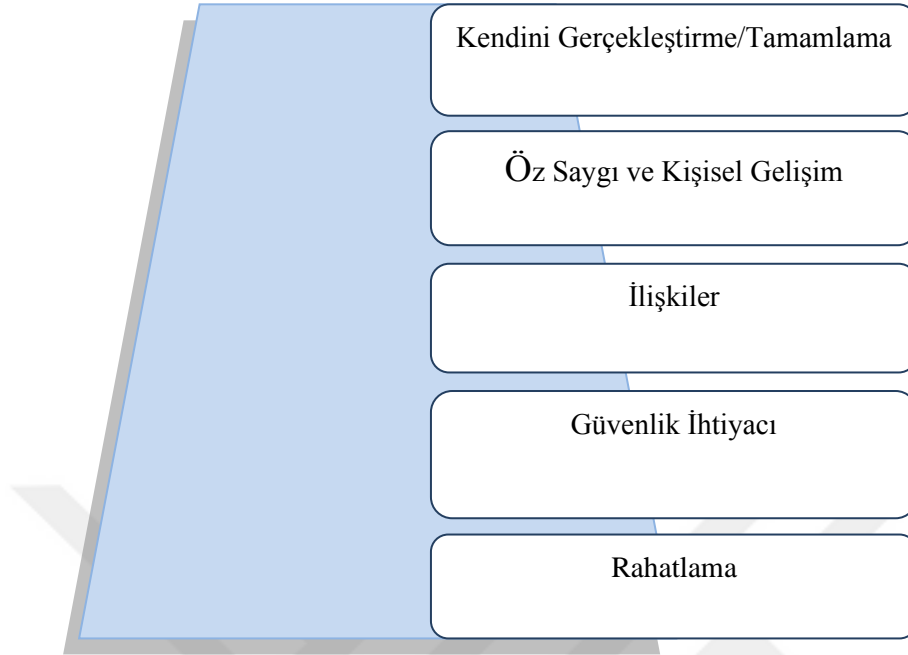 Kendini Gerçekleştirme/Tamamlama
Öz Saygı ve Kişisel Gelişim
İlişkiler
Güvenlik İhtiyacı
Rahatlama